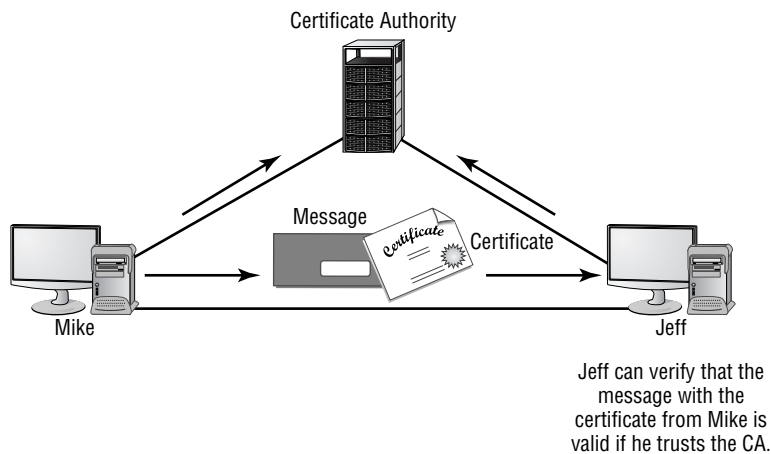 Certificate Authority
Message
Certificate
Certificate
Mike
Jeff
Jeff can verify that the
message with the
certificate from Mike is
valid if he trusts the CA.